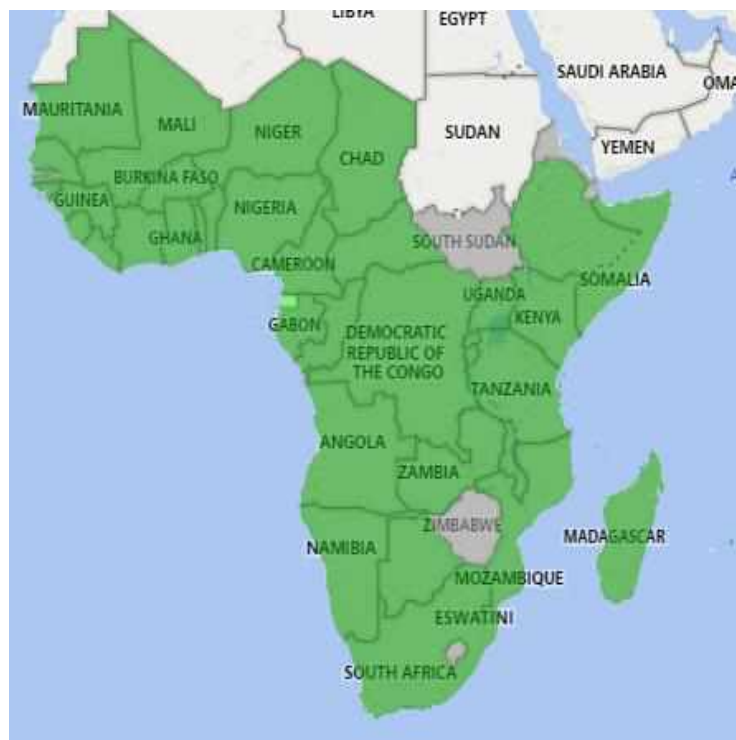 LIBYA
EGYPT
SAUDI ARABIA
OMA
MAURITANIA
MALI
NIGER
CHAD
SUDAN
YEMEN
BURKINA FASO
GUINEA
NIGERIA
GHANA
SOUTH SUDAN
CAMEROON
SOMALIA
UGANDA
KENYA
GABON
DEMOCRATIC
REPUBLIC OF
THE CONGO
TANZANIA
ANGOLA
ZAMBIA
ZIMBABWE
MADAGASCAR
NAMIBIA
MOZAMBIQUE
ESWATINI
SOUTH AFRICA